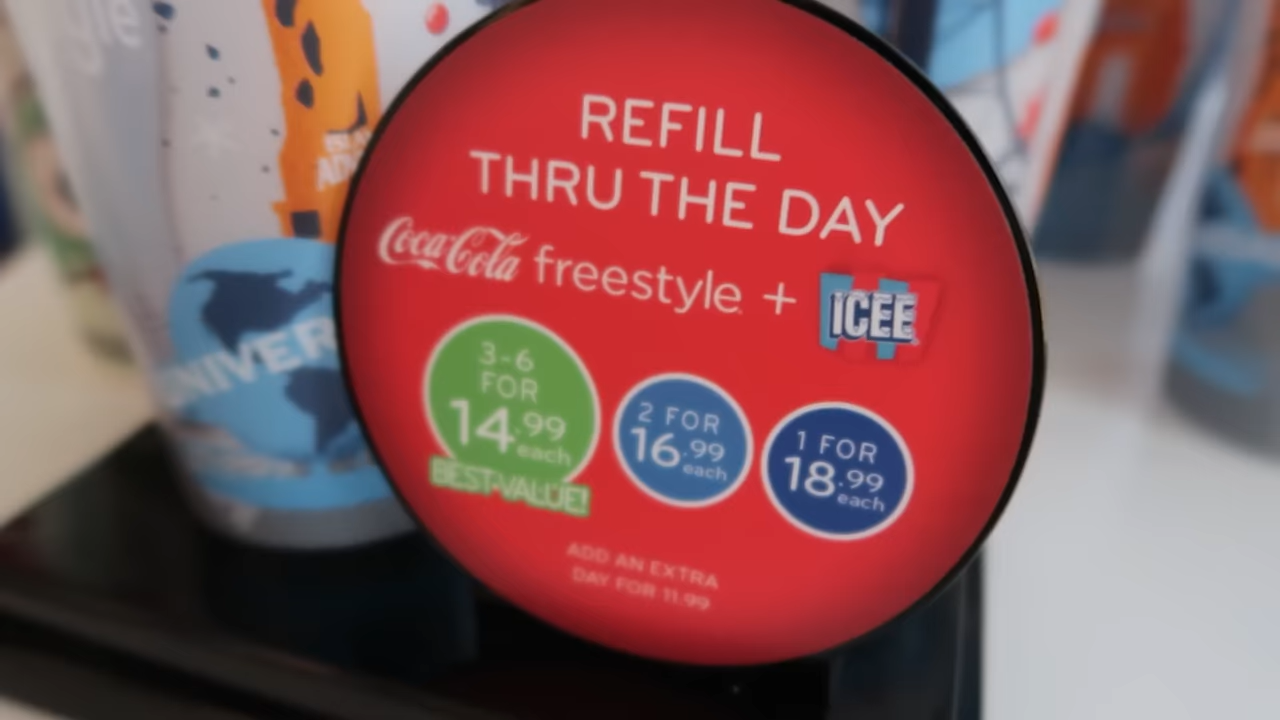 REFILL
THRU THE DAY
Coca-Cola freestyle + ICEE
3-6
FOR
14.99
each
BEST VALUE!
2 FOR
16.99
each
1 FOR
18.99
each
ADD AN EXTRA
DAY FOR 11.99
UNIVER